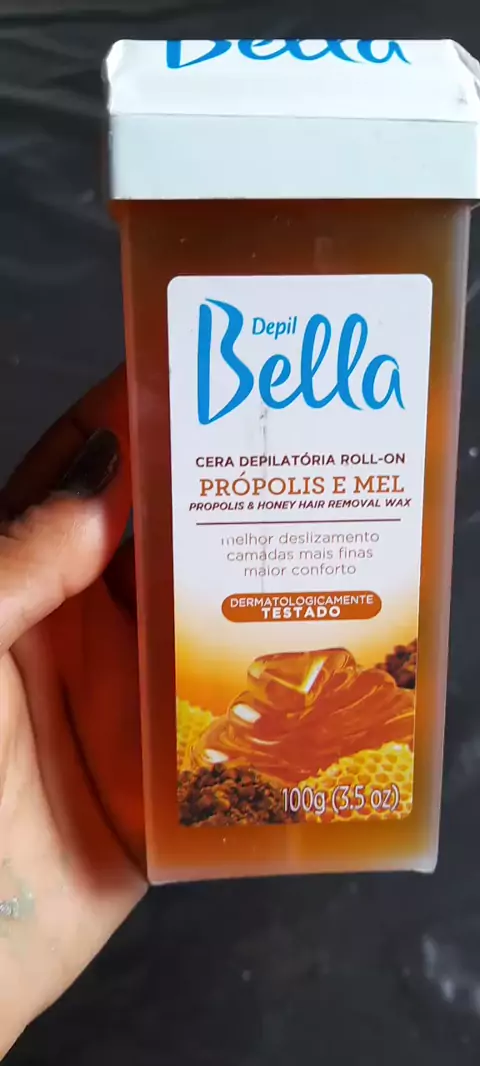 Bella
Depil
Bella
CERA DEPILATÓRIA ROLL-ON
PRÓPOLIS E MEL
PROPOLIS & HONEY HAIR REMOVAL WAX
melhor deslizamento
camadas mais finas
maior conforto
DERMATOLOGICAMENTE
TESTADO
100g (3.5 oz)